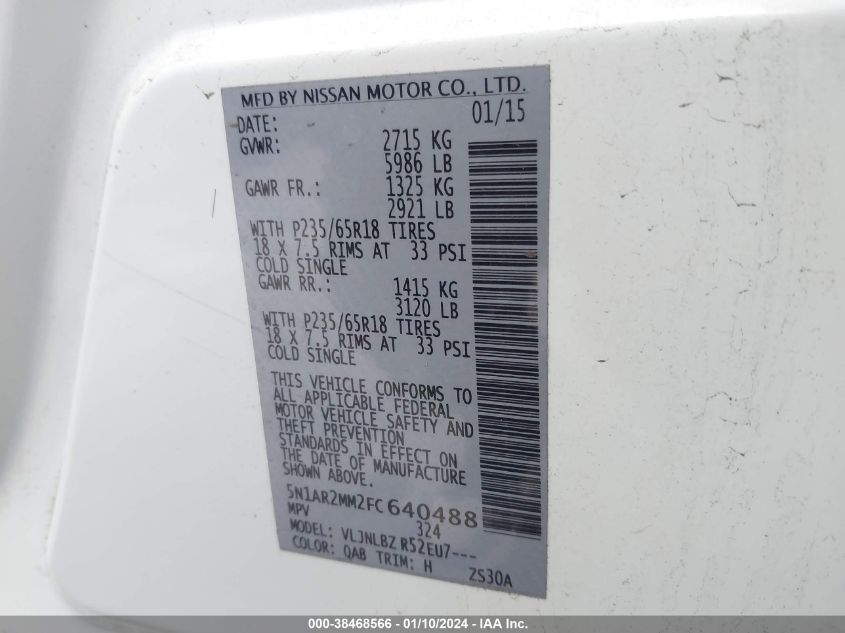 MFD BY NISSAN MOTOR CO., LTD.
DATE: 01/15
GVWR: 2715 KG
5986 LB
GAWR FR.: 1325 KG
2921 LB
WITH P235/65R18 TIRES
18 X 7.5 RIMS AT 33 PSI
COLD SINGLE
GAWR RR.: 1415 KG
3120 LB
WITH P235/65R18 TIRES
18 X 7.5 RIMS AT 33 PSI
COLD SINGLE
THIS VEHICLE CONFORMS TO
ALL APPLICABLE FEDERAL
MOTOR VEHICLE SAFETY AND
THEFT PREVENTION
STANDARDS IN EFFECT ON
THE DATE OF MANUFACTURE
SHOWN ABOVE.
5N1AR2MM2FC640488
MPV 324
MODEL: VLJNLBZ R52EU7---
COLOR: QAB TRIM: H ZS30A
000-38468566 - 01/10/2024 - IAA, Inc.